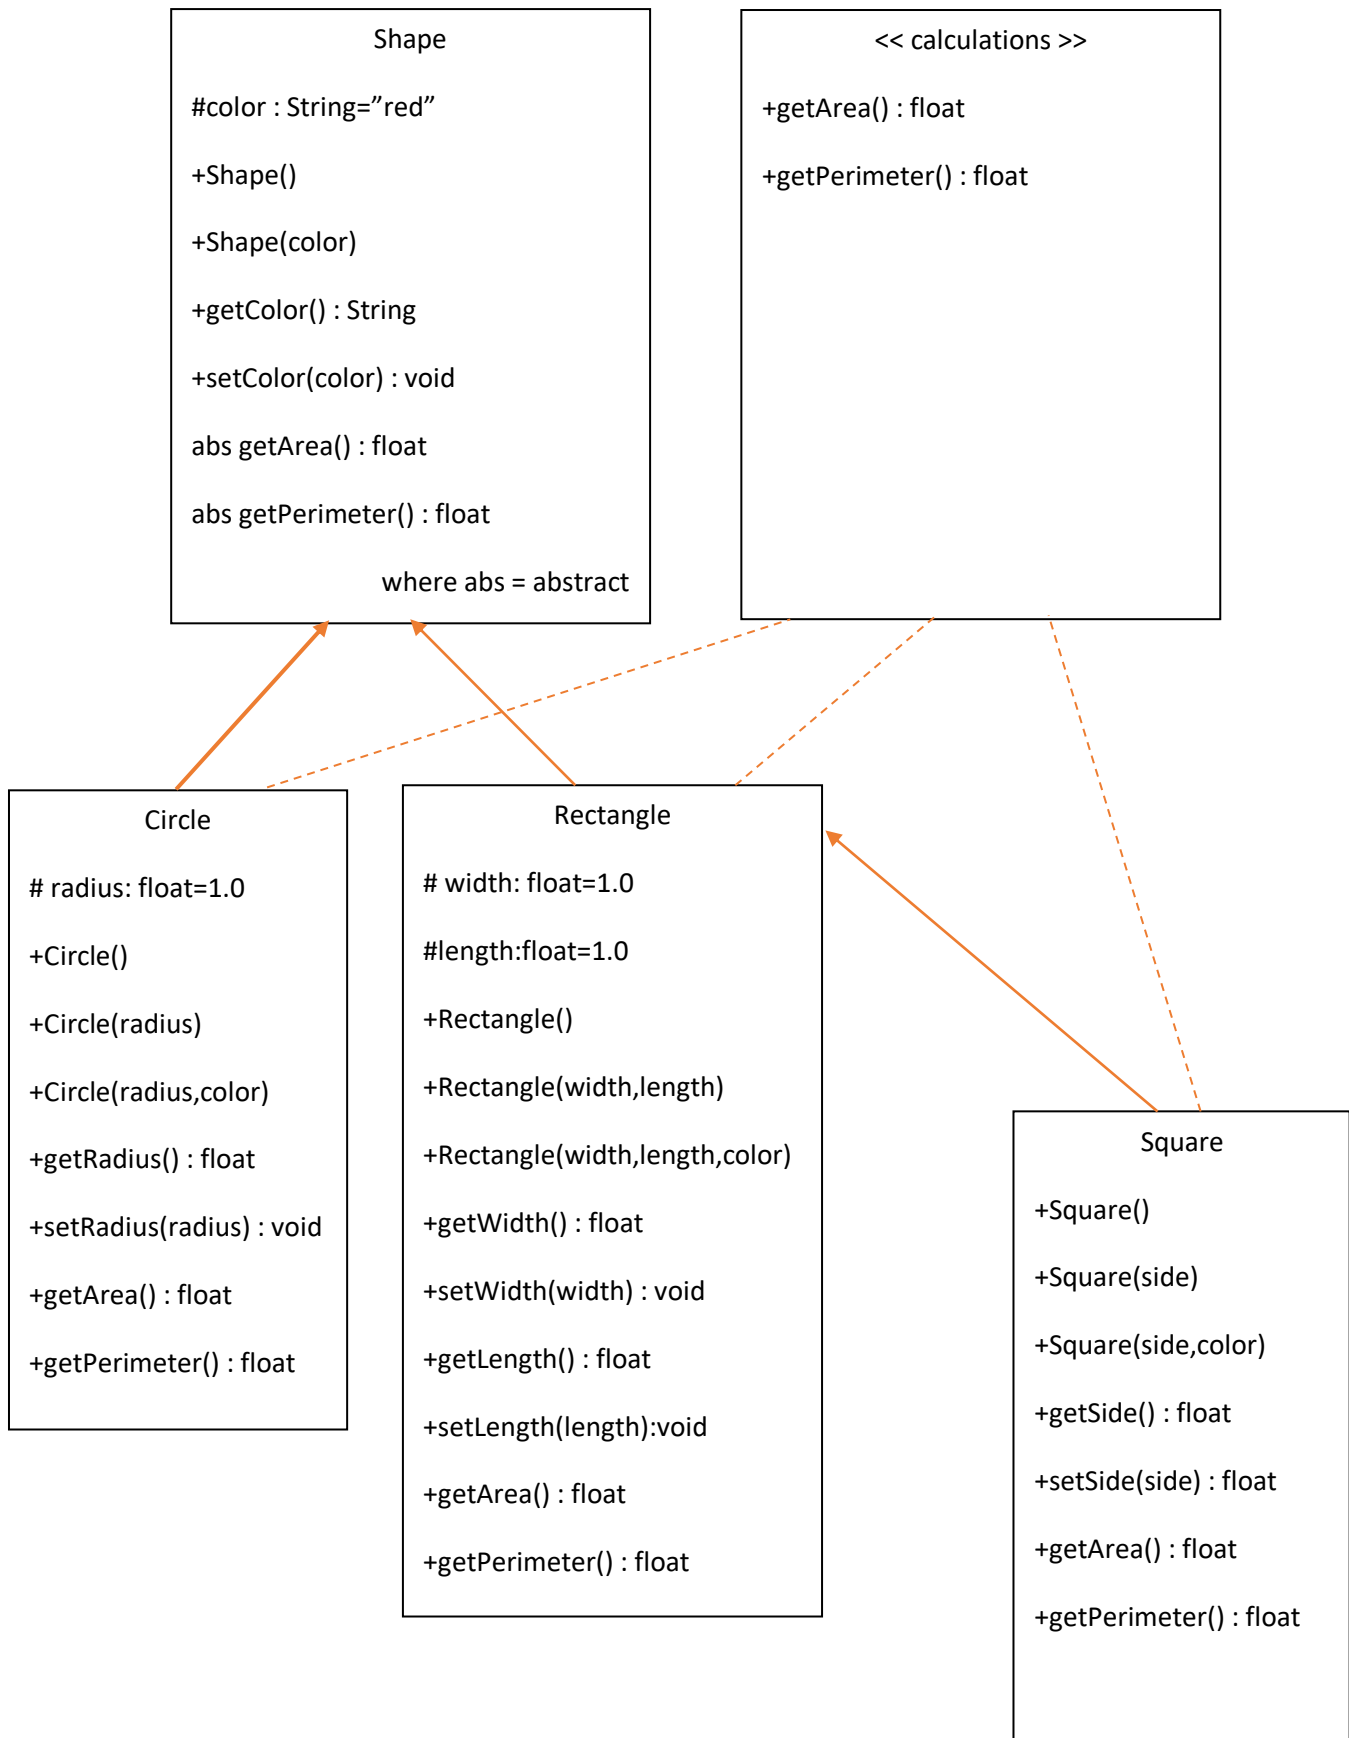 Shape
#color : String=”red”
+Shape()
+Shape(color)
+getColor() : String
+setColor(color) : void
abs getArea() : float
abs getPerimeter() : float
where abs = abstract
<< calculations >>
+getArea() : float
+getPerimeter() : float
Circle
# radius: float=1.0
+Circle()
+Circle(radius)
+Circle(radius,color)
+getRadius() : float
+setRadius(radius) : void
+getArea() : float
+getPerimeter() : float
Rectangle
# width: float=1.0
#length:float=1.0
+Rectangle()
+Rectangle(width,length)
+Rectangle(width,length,color)
+getWidth() : float
+setWidth(width) : void
+getLength() : float
+setLength(length):void
+getArea() : float
+getPerimeter() : float
Square
+Square()
+Square(side)
+Square(side,color)
+getSide() : float
+setSide(side) : float
+getArea() : float
+getPerimeter() : float